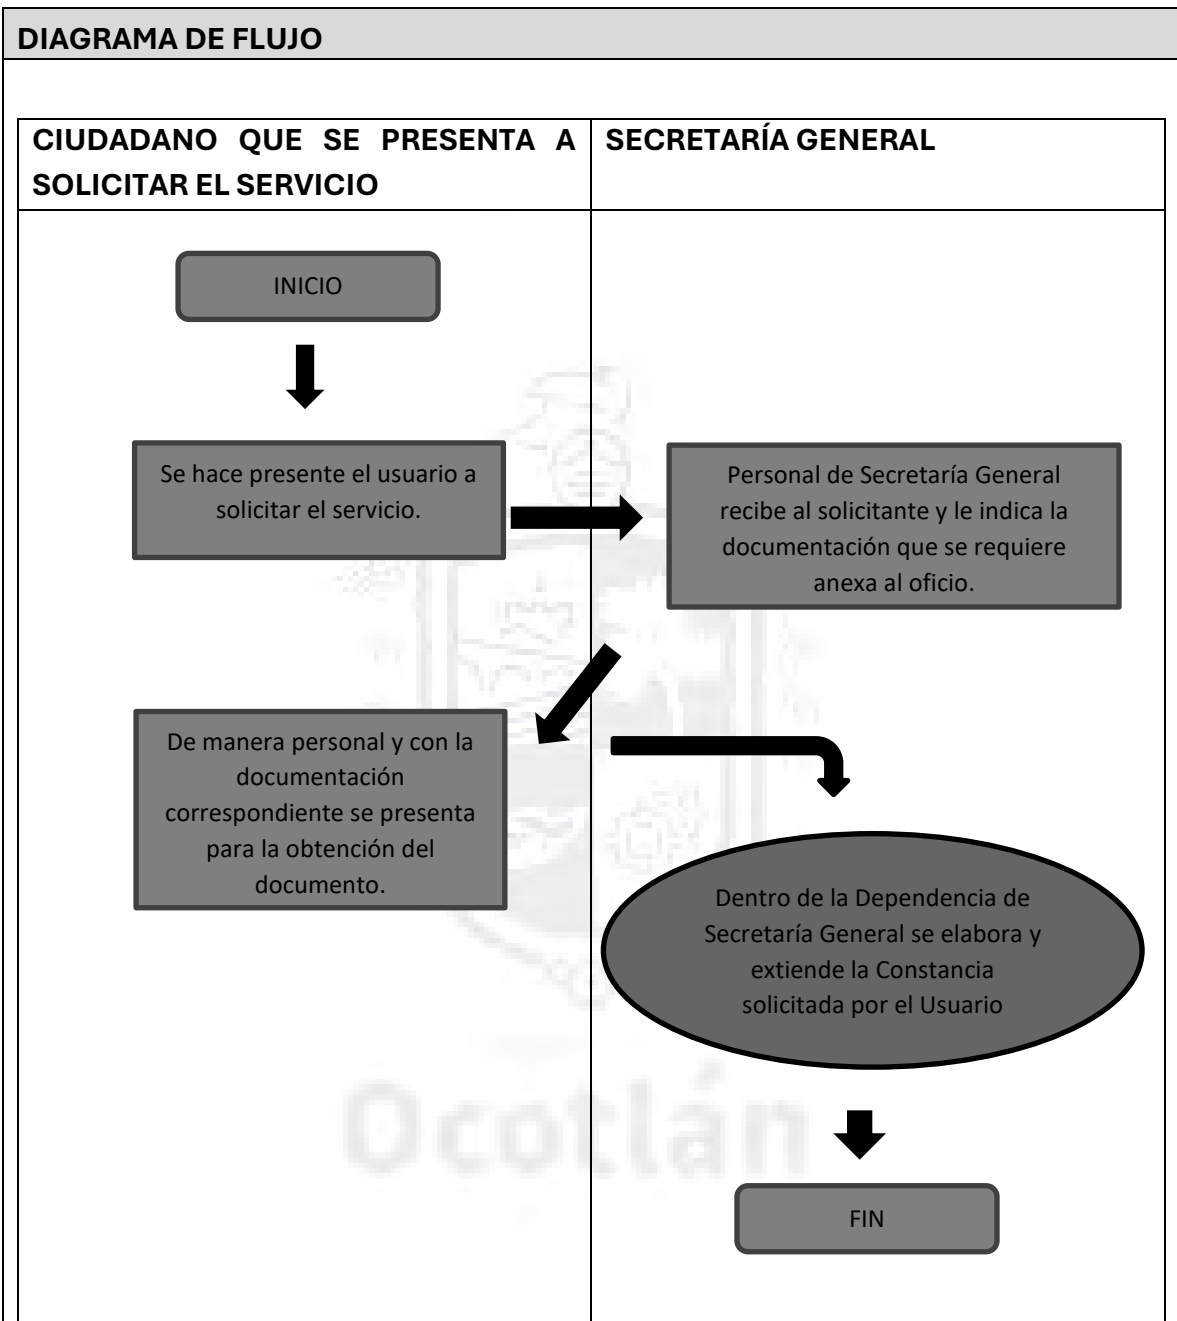 DIAGRAMA DE FLUJO
CIUDADANO QUE SE PRESENTA A
SOLICITAR EL SERVICIO
SECRETARÍA GENERAL
INICIO
Se hace presente el usuario a
solicitar el servicio.
Personal de Secretaría General
recibe al solicitante y le indica la
documentación que se requiere
anexa al oficio.
De manera personal y con la
documentación
correspondiente se presenta
para la obtención del
documento.
Dentro de la Dependencia de
Secretaría General se elabora y
extiende la Constancia
solicitada por el Usuario
Ocotlán
FIN